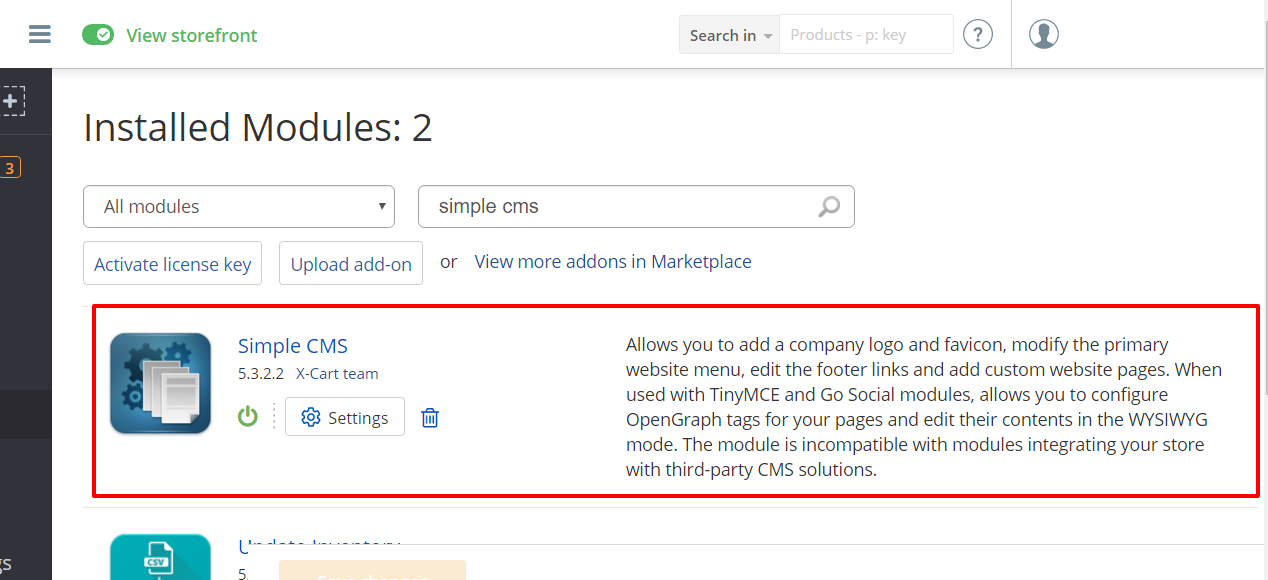 View storefront
Search in
Products - p: key
?
3
Installed Modules: 2
All modules
simple cms
Activate license key
Upload add-on
or
View more addons in Marketplace
Simple CMS
5.3.2.2 X-Cart team
Settings
Allows you to add a company logo and favicon, modify the primary
website menu, edit the footer links and add custom website pages. When
used with TinyMCE and Go Social modules, allows you to configure
OpenGraph tags for your pages and edit their contents in the WYSIWYG
mode. The module is incompatible with modules integrating your store
with third-party CMS solutions.
CSV
Update Inventory
5.
gs